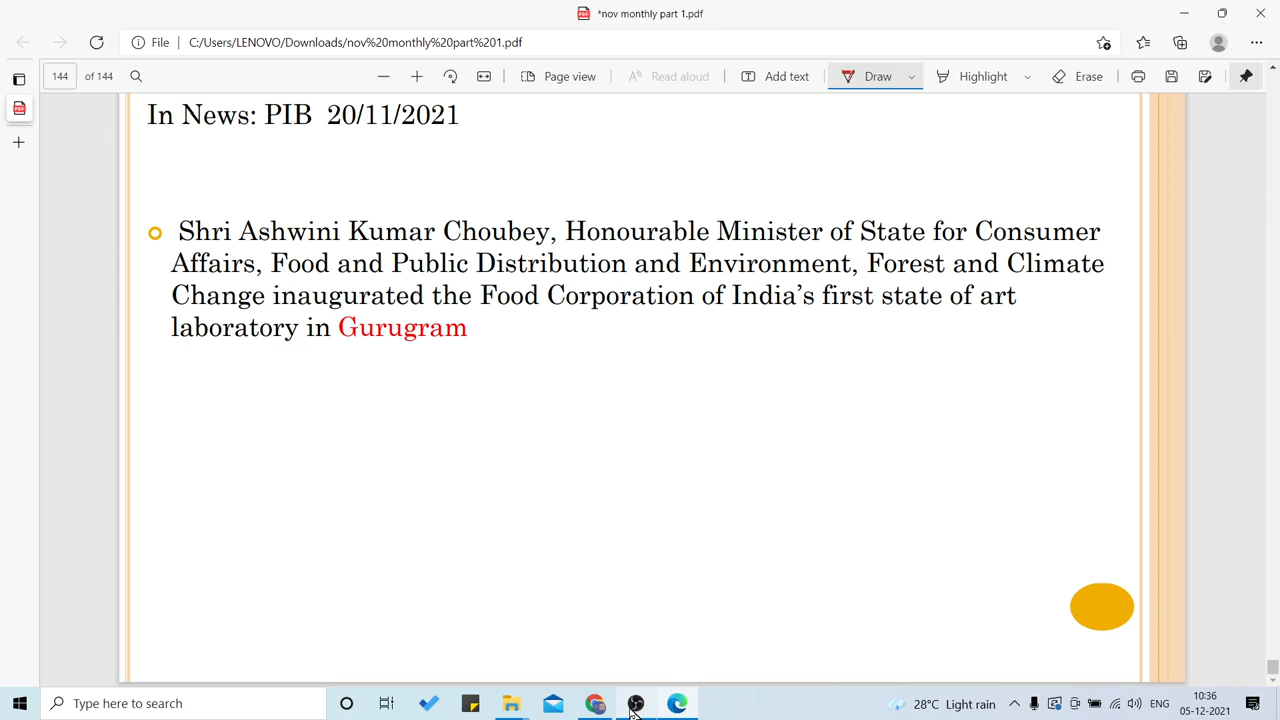 *nov monthly part 1.pdf
File | C:/Users/LENOVO/Downloads/nov%20monthly%20part%201.pdf
144 of 144 Page view Read aloud Add text Draw Highlight Erase
In News: PIB 20/11/2021
Shri Ashwini Kumar Choubey, Honourable Minister of State for Consumer
Affairs, Food and Public Distribution and Environment, Forest and Climate
Change inaugurated the Food Corporation of India’s first state of art
laboratory in Gurugram
Type here to search
28°C Light rain ENG
10:36
05-12-2021